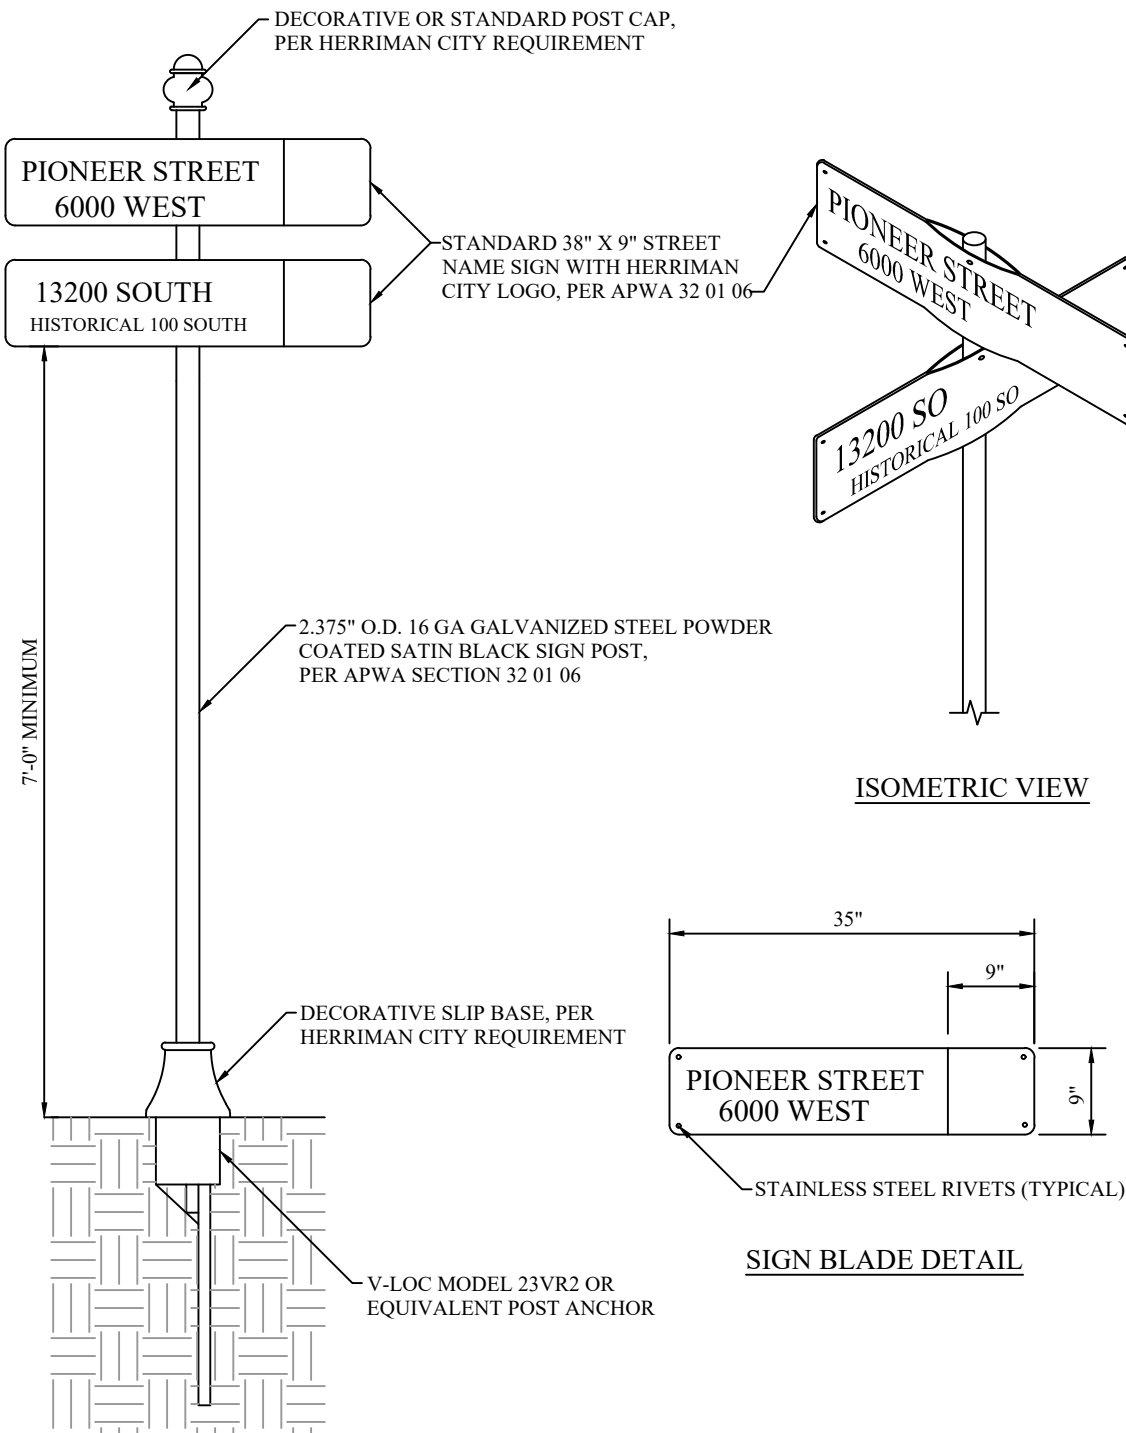 DECORATIVE OR STANDARD POST CAP,
PER HERRIMAN CITY REQUIREMENT
PIONEER STREET
6000 WEST
13200 SOUTH
HISTORICAL 100 SOUTH
STANDARD 38" X 9" STREET
NAME SIGN WITH HERRIMAN
CITY LOGO, PER APWA 32 01 06
PIONEER STREET
6000 WEST
13200 SO
HISTORICAL 100 SO
2.375" O.D. 16 GA GALVANIZED STEEL POWDER
COATED SATIN BLACK SIGN POST,
PER APWA SECTION 32 01 06
7'-0" MINIMUM
ISOMETRIC VIEW
35"
9"
DECORATIVE SLIP BASE, PER
HERRIMAN CITY REQUIREMENT
PIONEER STREET
6000 WEST
9"
STAINLESS STEEL RIVETS (TYPICAL)
SIGN BLADE DETAIL
V-LOC MODEL 23VR2 OR
EQUIVALENT POST ANCHOR